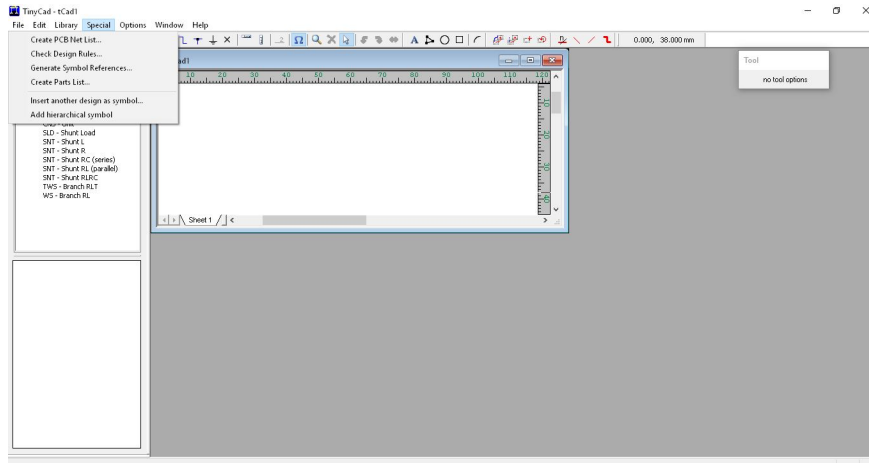 TinyCad - tCad1
File Edit Library Special Options Window Help
Create PCB Net List...
Check Design Rules...
Generate Symbol References...
Create Parts List...
Insert another design as symbol...
Add hierarchical symbol
0.000, 38.000 mm
ad1
10 20 30 40 50 60 70 80 90 100 110 120
10
20
30
40
Tool
no tool options
SLD - Shunt Load
SNT - Shunt L
SNT - Shunt R
SNT - Shunt RC (series)
SNT - Shunt RL (parallel)
SNT - Shunt RLRC
TWS - Branch RLT
WS - Branch RL
Sheet 1